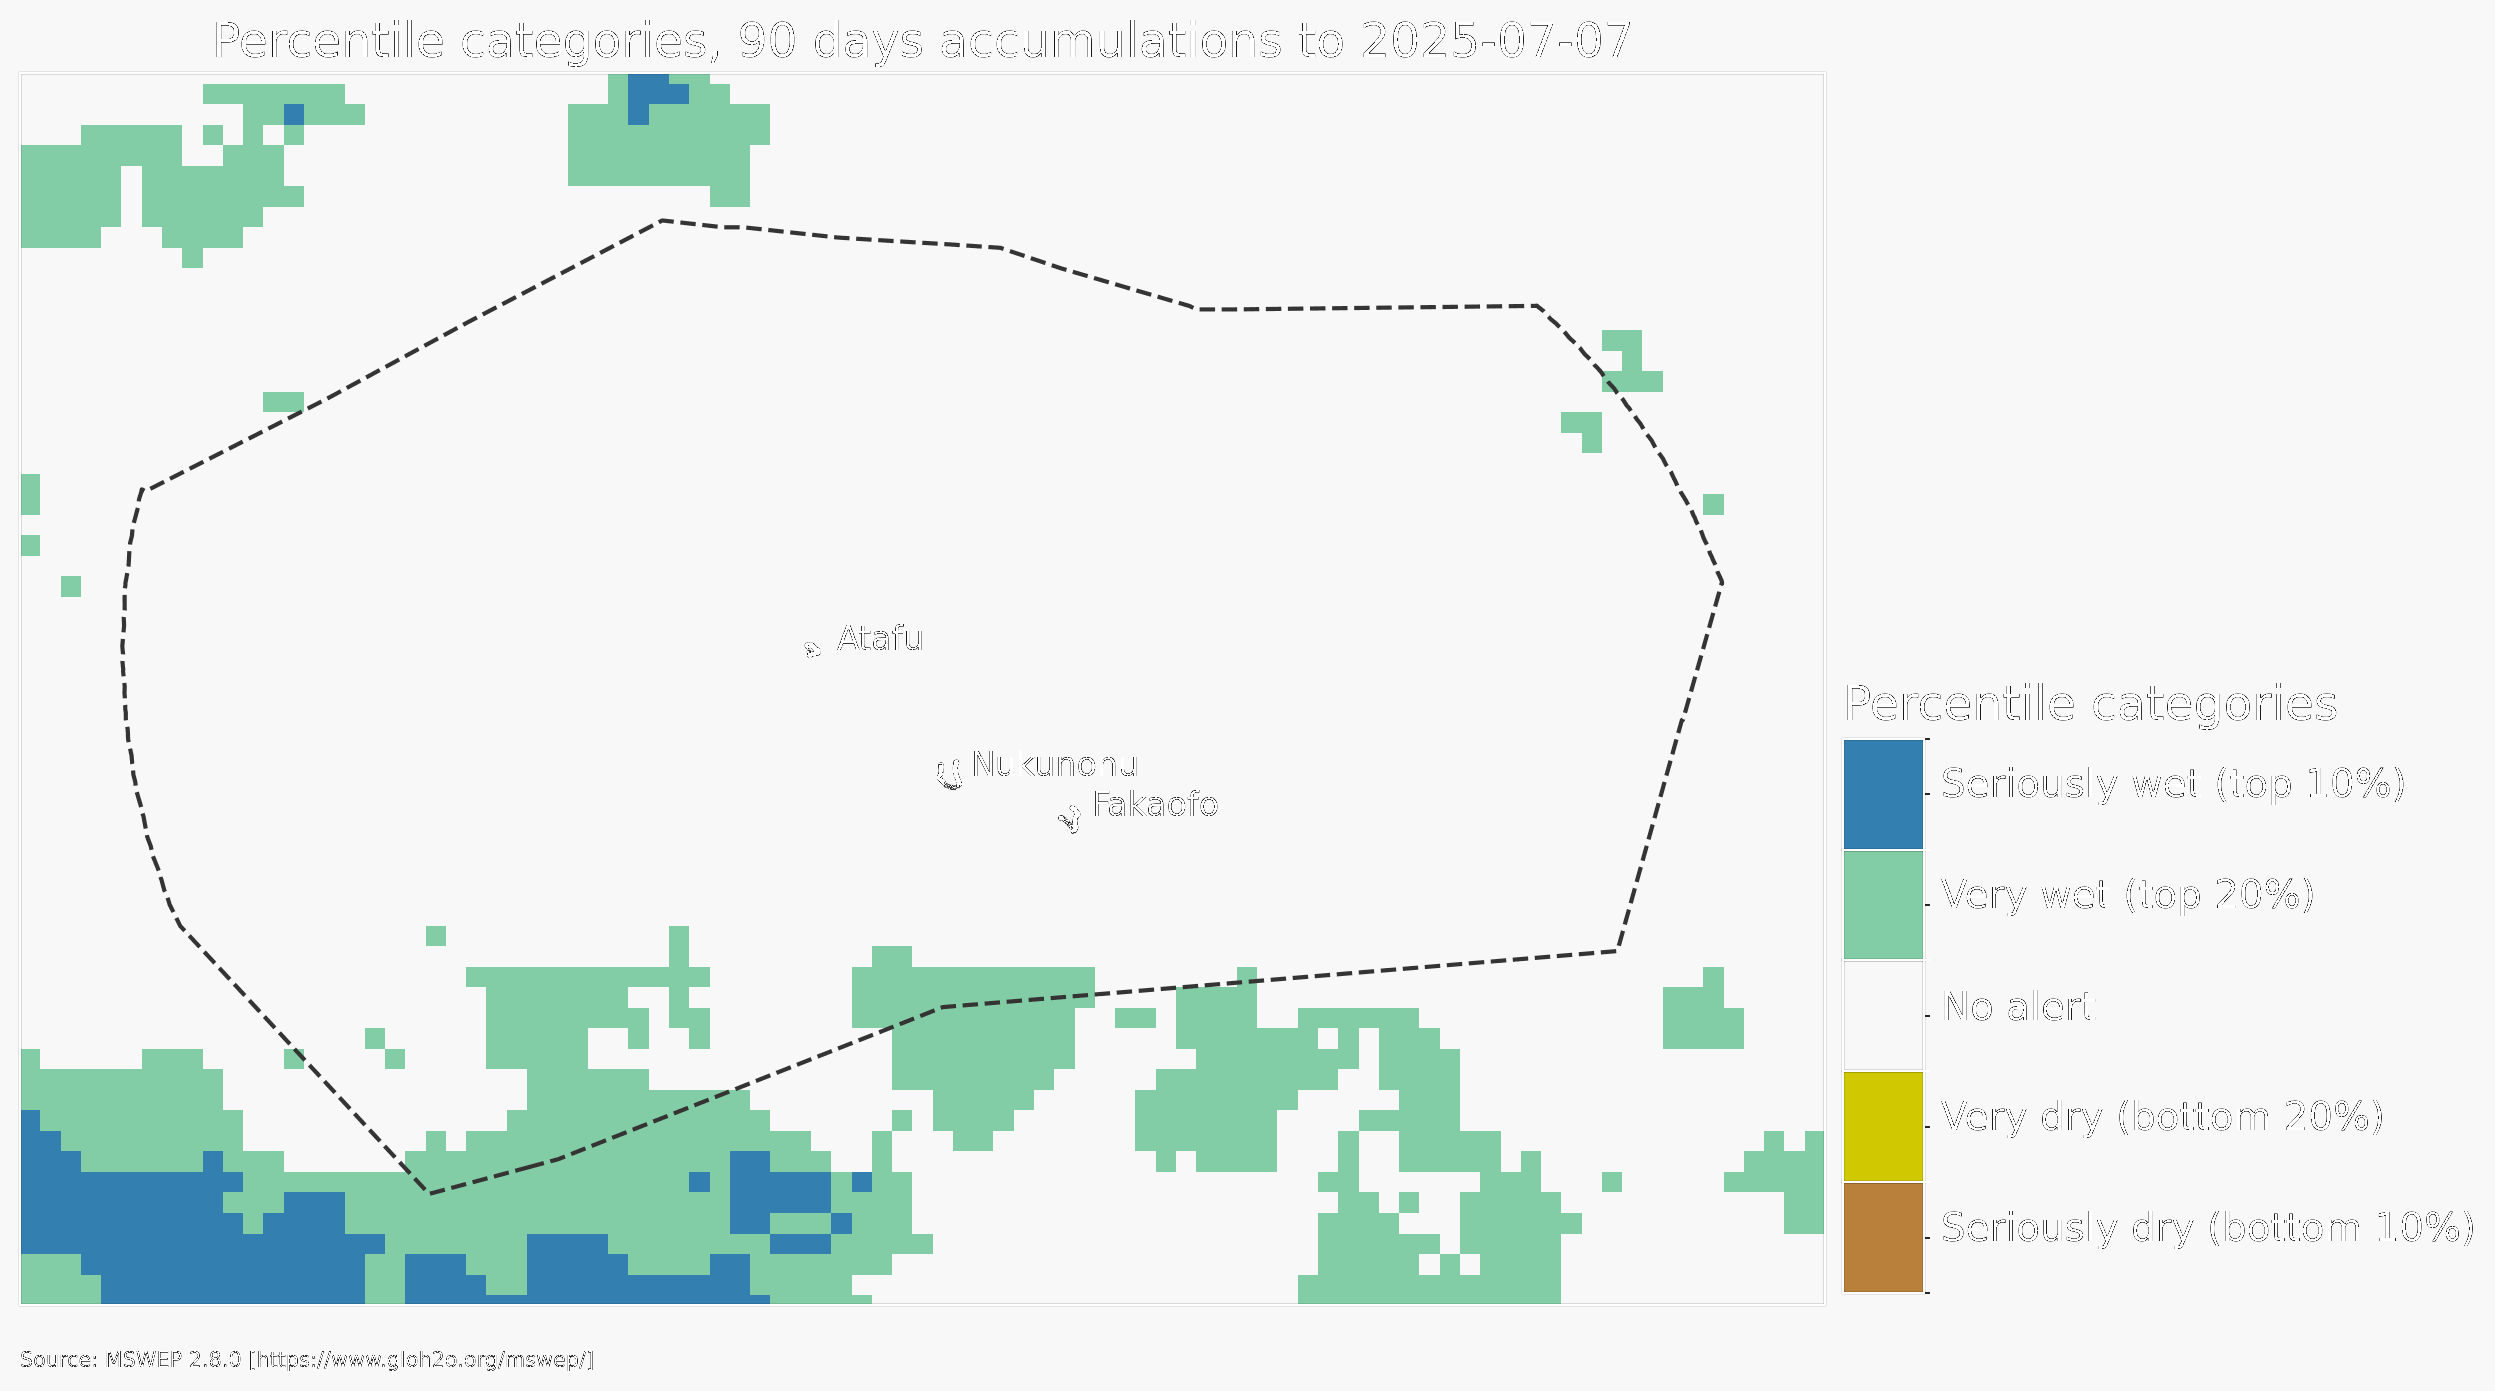 Percentile categories, 90 days accumulations to 2025-07-07
Atafu
Nukunonu
Fakaofo
Percentile categories
Seriously wet (top 10%)
Very wet (top 20%)
No alert
Very dry (bottom 20%)
Seriously dry (bottom 10%)
Source: MSWEP 2.8.0 [https://www.gloh2o.org/mswep/]